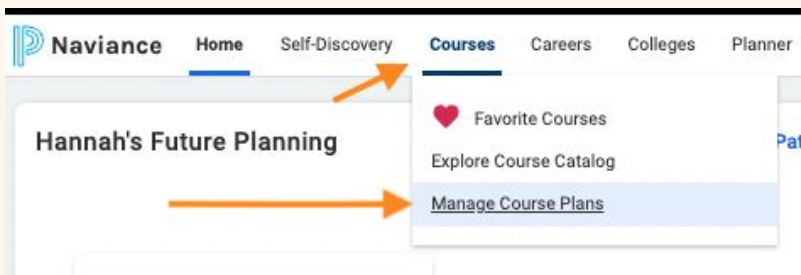 Naviance Home Self-Discovery Courses Careers Colleges Planner
Favorite Courses
Hannah's Future Planning
Explore Course Catalog
Manage Course Plans